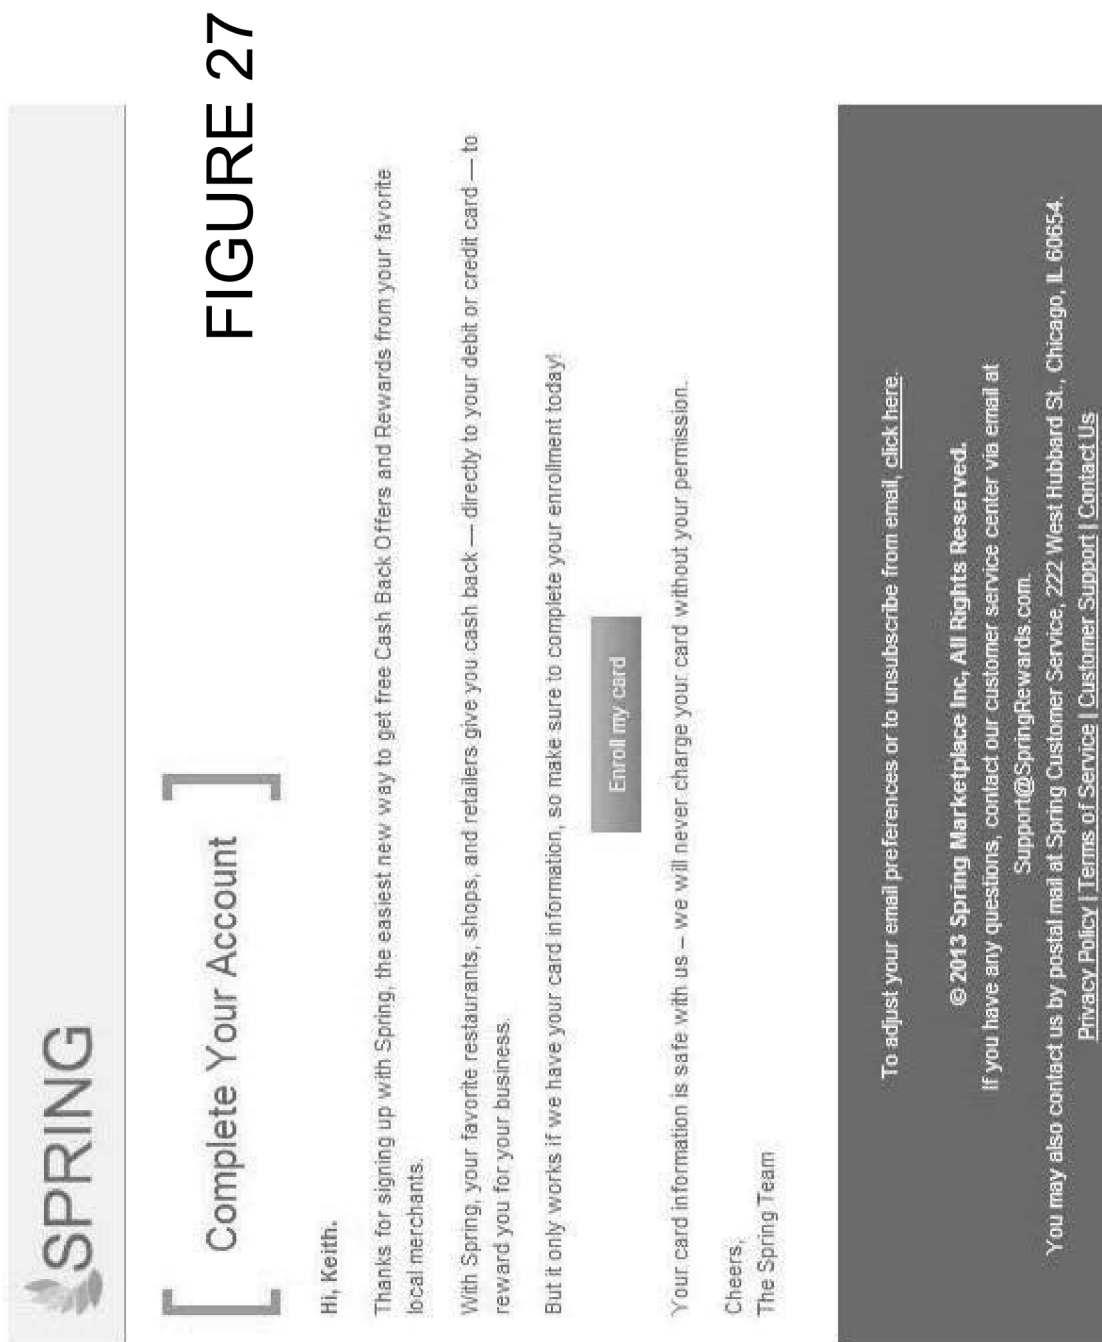 SPRING
[ Complete Your Account ]
FIGURE 27
Hi, Keith.
Thanks for signing up with Spring, the easiest new way to get free Cash Back Offers and Rewards from your favorite
local merchants.
With Spring, your favorite restaurants, shops, and retailers give you cash back — directly to your debit or credit card — to
reward you for your business.
But it only works if we have your card information, so make sure to complete your enrollment today!
Enroll my card
Your card information is safe with us – we will never charge your card without your permission.
Cheers,
The Spring Team
To adjust your email preferences or to unsubscribe from email, click here.
© 2013 Spring Marketplace Inc, All Rights Reserved.
If you have any questions, contact our customer service center via email at
Support@SpringRewards.com.
You may also contact us by postal mail at Spring Customer Service, 222 West Hubbard St., Chicago, IL 60654.
Privacy Policy | Terms of Service | Customer Support | Contact Us